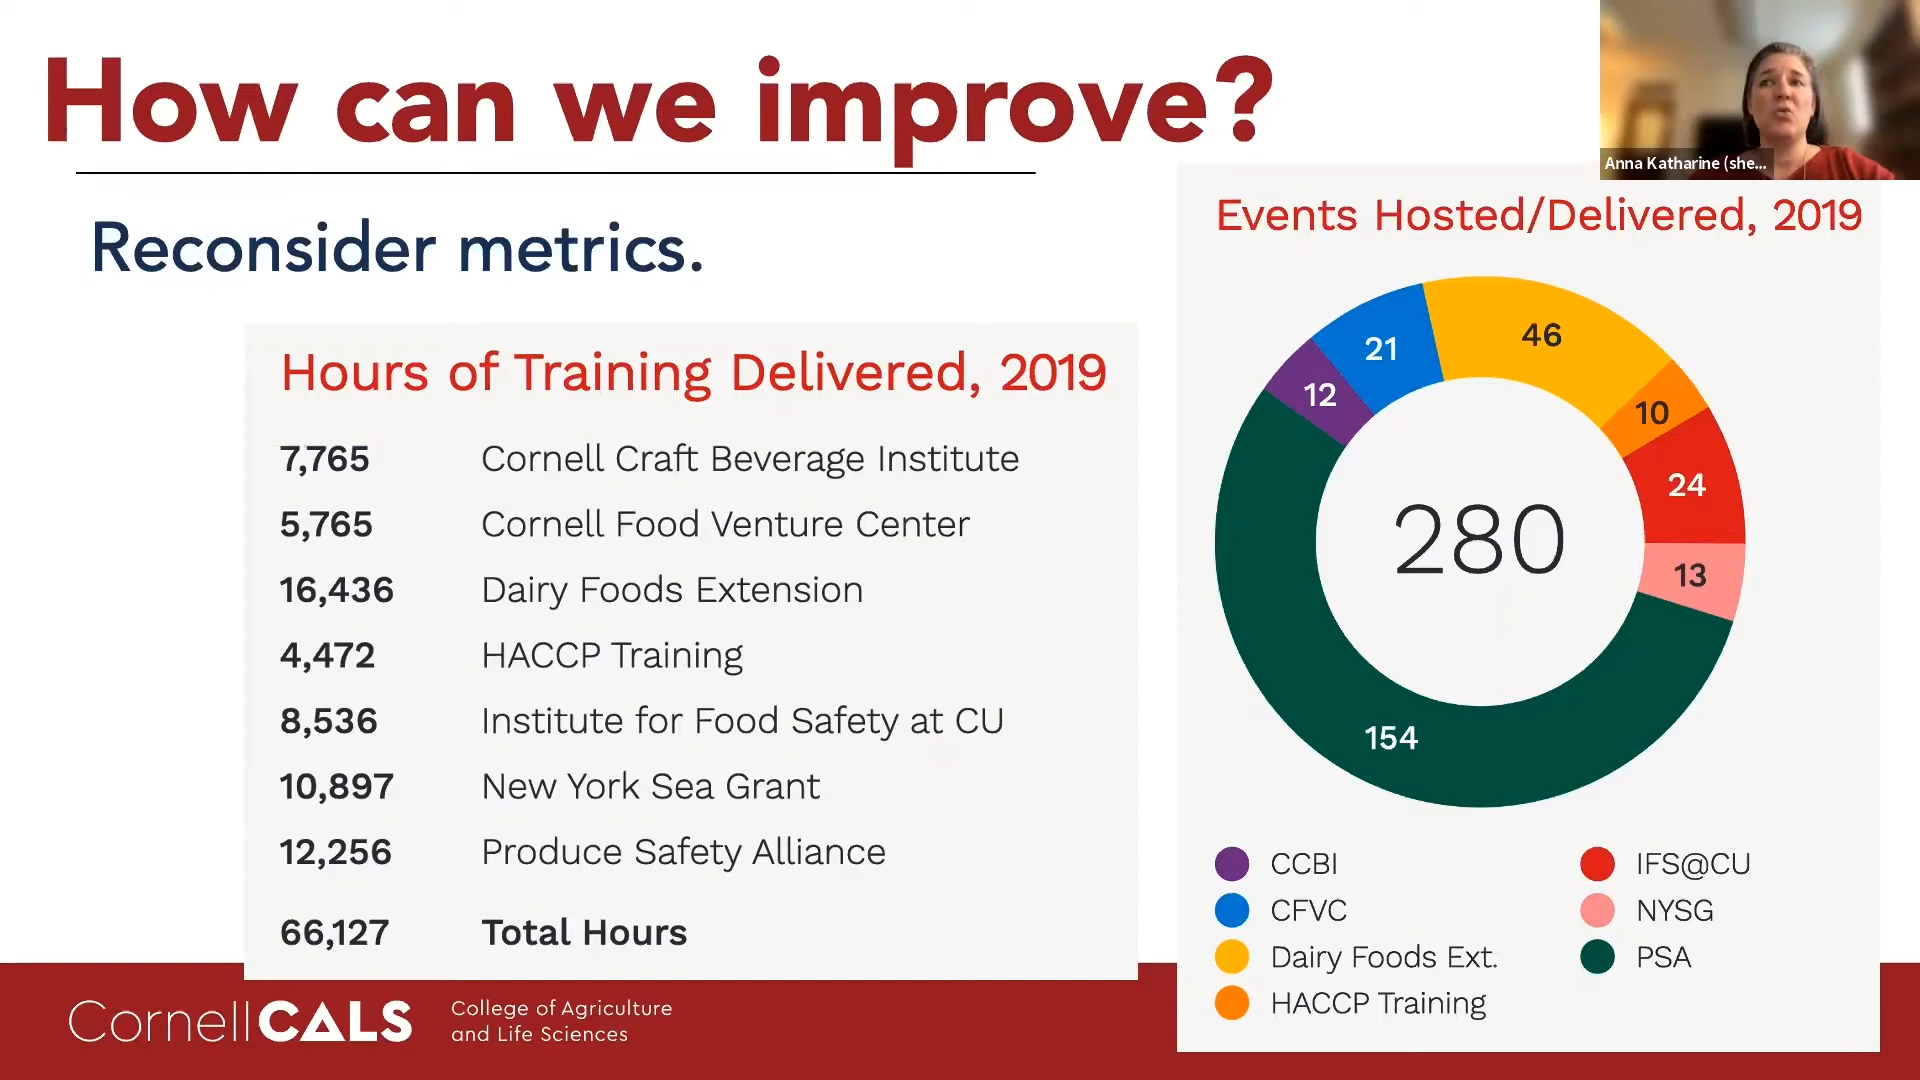 How can we improve?
Reconsider metrics.
Anna Katharine (she...
Hours of Training Delivered, 2019
7,765 Cornell Craft Beverage Institute
5,765 Cornell Food Venture Center
16,436 Dairy Foods Extension
4,472 HACCP Training
8,536 Institute for Food Safety at CU
10,897 New York Sea Grant
12,256 Produce Safety Alliance
66,127 Total Hours
Events Hosted/Delivered, 2019
46
21
12
10
24
280
13
154
CCBI
CFVC
Dairy Foods Ext.
HACCP Training
IFS@CU
NYSG
PSA
CornellCALS
College of Agriculture
and Life Sciences